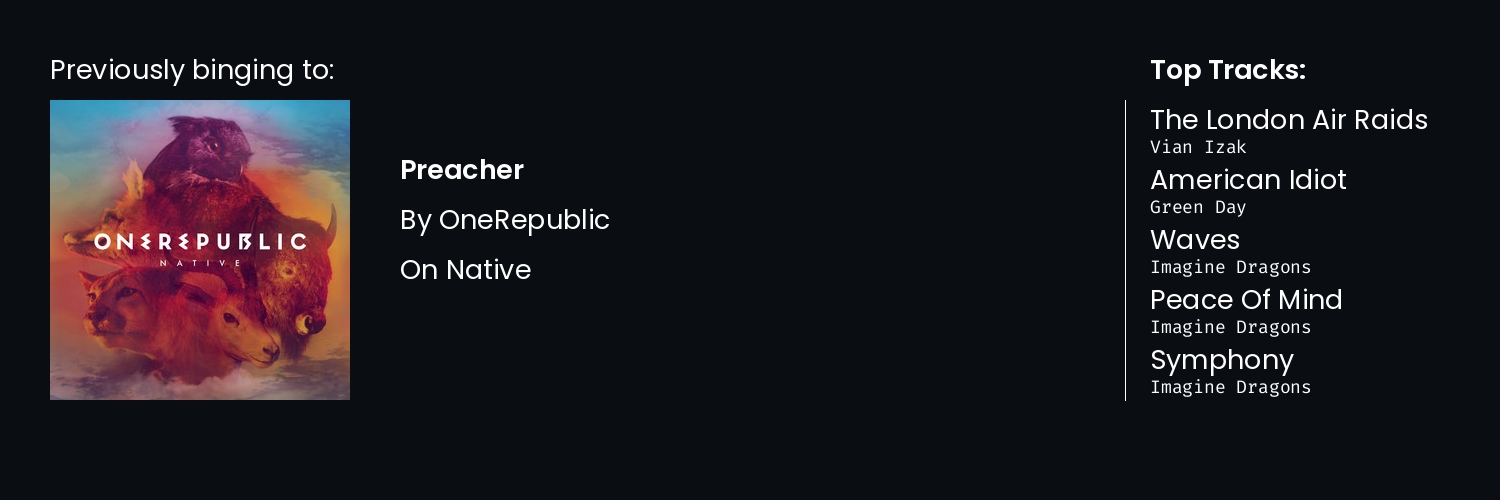 Previously binging to:
ONEREPUBLIC
NATIVE
Preacher
By OneRepublic
On Native
Top Tracks:
The London Air Raids
Vian Izak
American Idiot
Green Day
Waves
Imagine Dragons
Peace Of Mind
Imagine Dragons
Symphony
Imagine Dragons